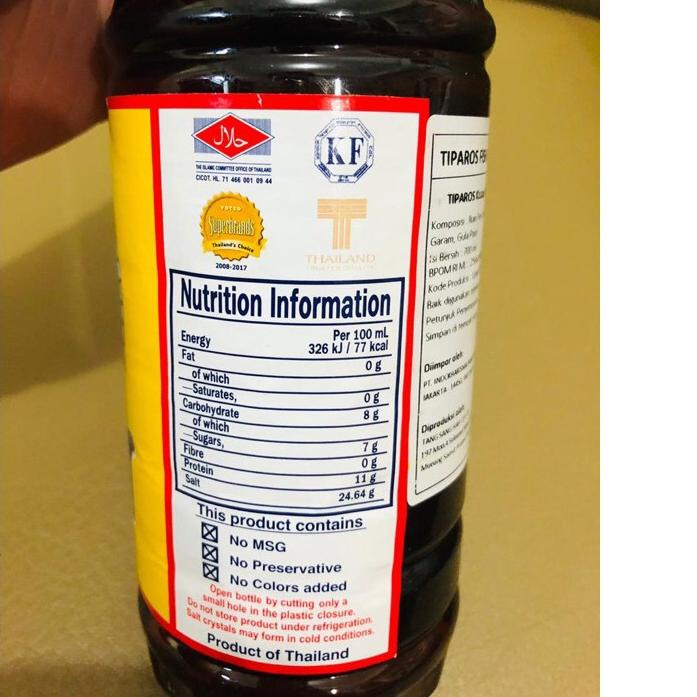 حلال
THE ISLAMIC COMMITTEE OFFICE OF THAILAND
CICOT. HL. 71 466 001 09 44
KF
VOTED
Superbrands
Thailand's Choice
2008-2017
T
THAILAND
Nutrition Information
Per 100 mL
Energy 326 kJ / 77 kcal
Fat 0 g
of which
Saturates, 0 g
Carbohydrate 8 g
of which
Sugars, 7 g
Fibre 0 g
Protein 11 g
Salt 24.64 g
This product contains
No MSG
No Preservative
No Colors added
Open bottle by cutting only a
small hole in the plastic closure.
Do not store product under refrigeration.
Salt crystals may form in cold conditions.
Product of Thailand
TIPAROS
TIPAROS
Komposisi :
Garam, Gula
Isi Bersih : 700
BPOM RI ML :
Kode Produksi :
Baik digunakan
Petunjuk
Simpan di
Diimpor oleh:
PT.
JAKARTA
Diproduksi oleh:
TANG SANG